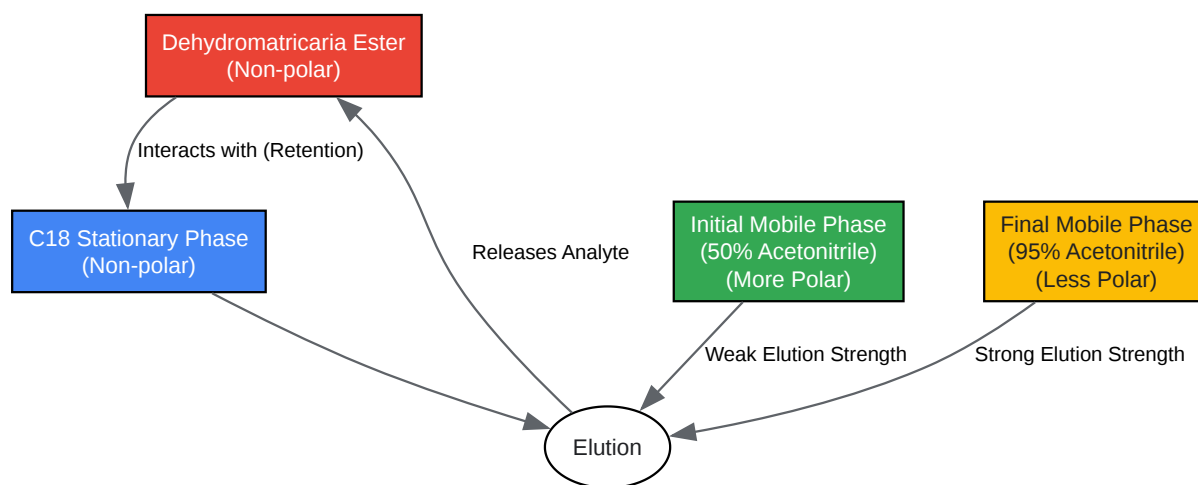 Dehydromatricaria Ester
(Non-polar)
Interacts with (Retention)
C18 Stationary Phase
(Non-polar)
Releases Analyte
Initial Mobile Phase
(50% Acetonitrile)
(More Polar)
Final Mobile Phase
(95% Acetonitrile)
(Less Polar)
Weak Elution Strength
Strong Elution Strength
Elution